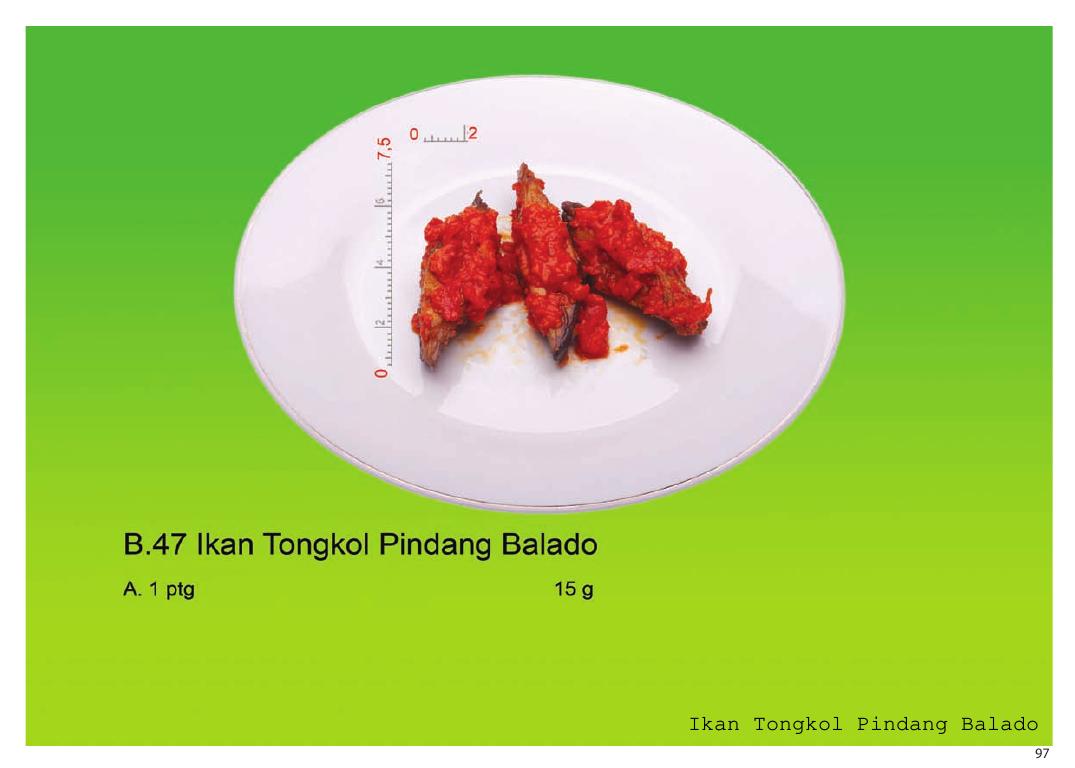 0 2
7,5
6
4
2
0
B.47 Ikan Tongkol Pindang Balado
A. 1 ptg 15 g
Ikan Tongkol Pindang Balado
97